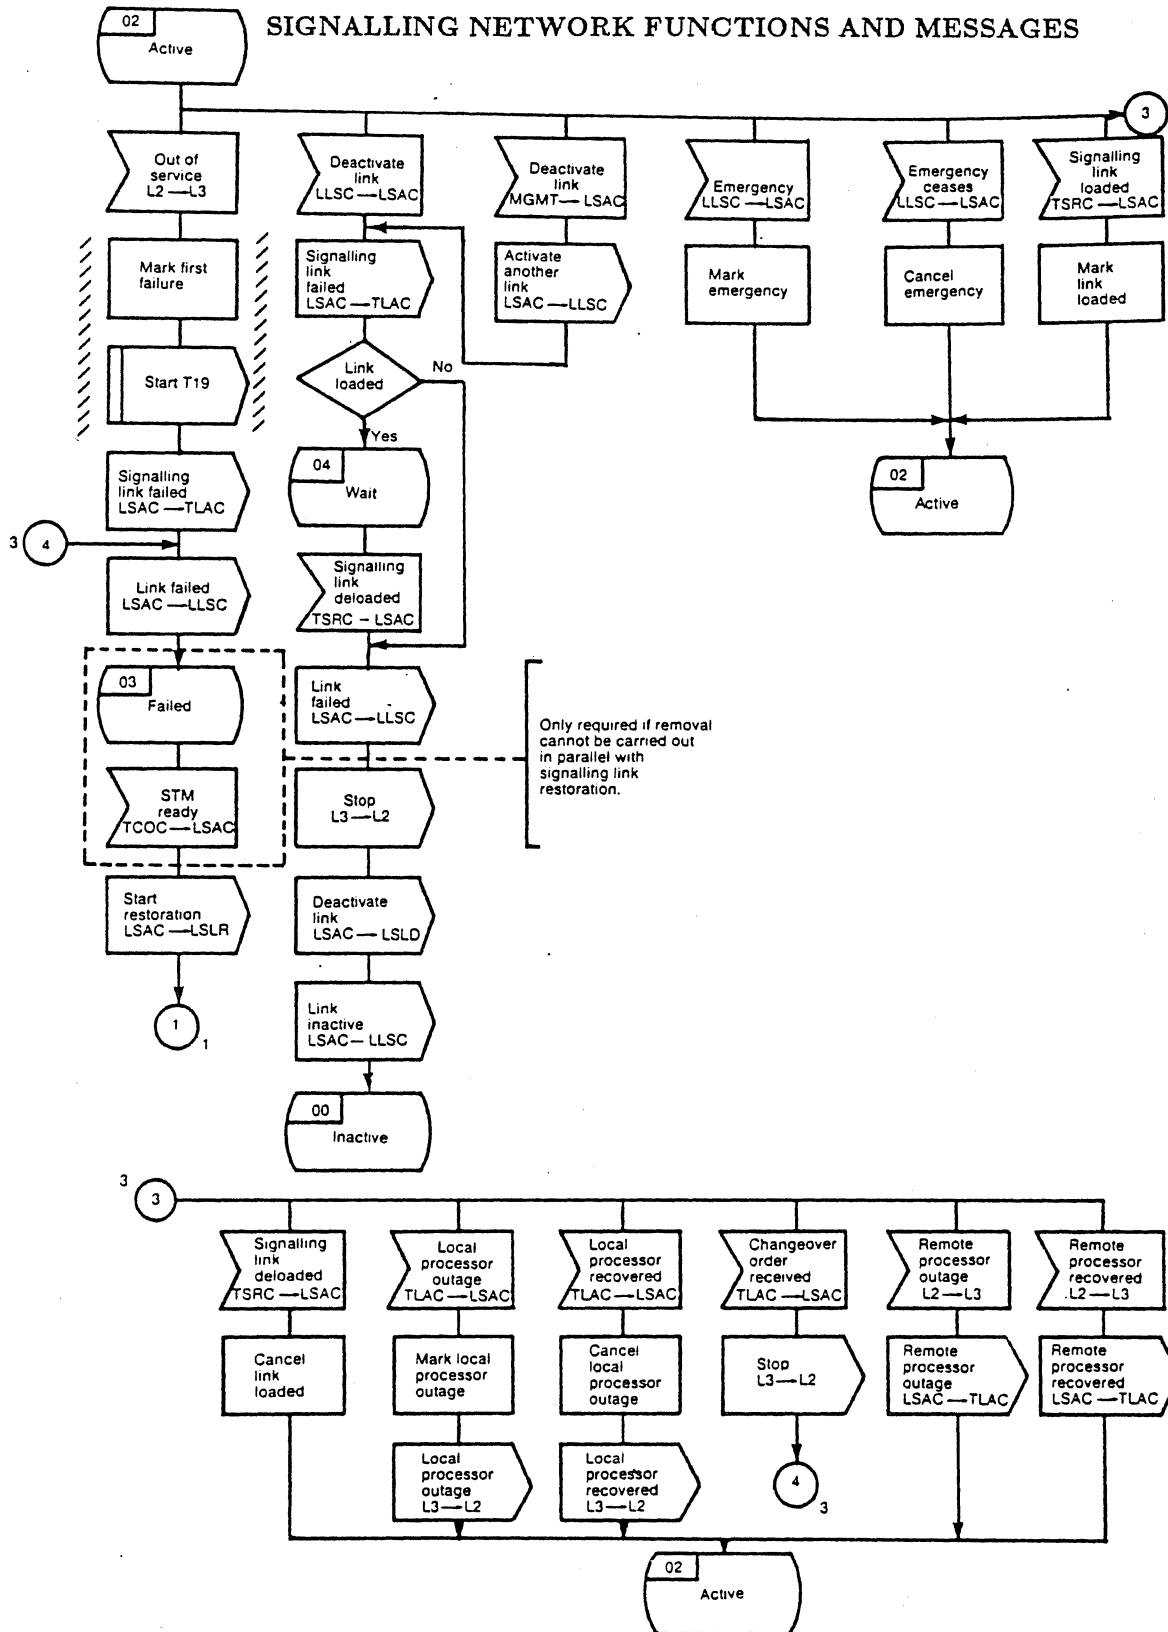 SIGNALLING NETWORK FUNCTIONS AND MESSAGES
02
Active
3
Out of
service
L2 → L3
Deactivate
link
LLSC → LSAC
Deactivate
link
MGMT → LSAC
Emergency
LLSC → LSAC
Emergency
ceases
LLSC → LSAC
Signalling
link
loaded
TSRC → LSAC
Mark first
failure
Signalling
link
failed
LSAC → TLAC
Activate
another
link
LSAC → LLSC
Mark
emergency
Cancel
emergency
Mark
link
loaded
Start T19
Link
loaded
No
Yes
Signalling
link failed
LSAC → TLAC
04
Wait
02
Active
3 4
Link failed
LSAC → LLSC
Signalling
link
deloaded
TSRC – LSAC
03
Failed
Link
failed
LSAC → LLSC
Only required if removal
cannot be carried out
in parallel with
signalling link
restoration.
STM
ready
TCOC → LSAC
Stop
L3 → L2
Start
restoration
LSAC → LSLR
Deactivate
link
LSAC → LSLD
1
1
Link
inactive
LSAC – LLSC
00
Inactive
3
3
Signalling
link
deloaded
TSRC → LSAC
Local
processor
outage
TLAC → LSAC
Local
processor
recovered
TLAC → LSAC
Changeover
order
received
TLAC → LSAC
Remote
processor
outage
L2 → L3
Remote
processor
recovered
L2 → L3
Cancel
link
loaded
Mark local
processor
outage
Cancel
local
processor
outage
Stop
L3 → L2
Remote
processor
outage
LSAC → TLAC
Remote
processor
recovered
LSAC → TLAC
Local
processor
outage
L3 → L2
Local
processor
recovered
L3 → L2
4
3
02
Active